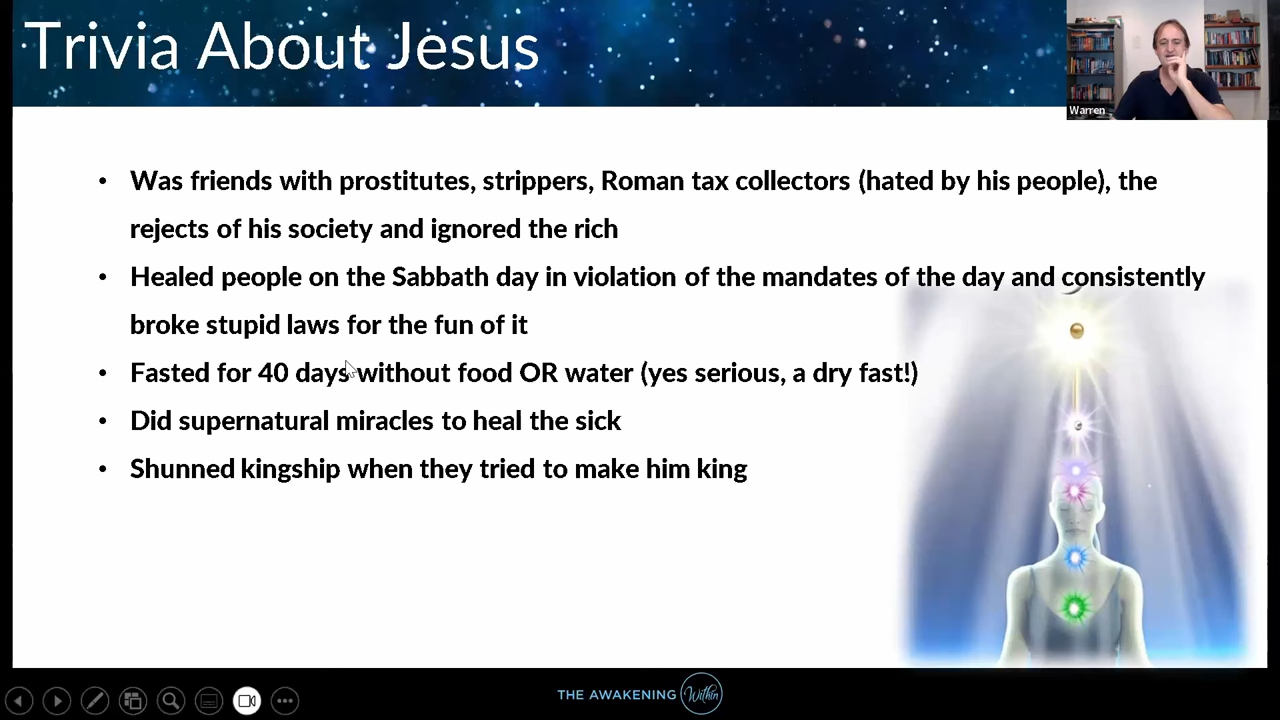 Trivia About Jesus
Warren
• Was friends with prostitutes, strippers, Roman tax collectors (hated by his people), the
rejects of his society and ignored the rich
• Healed people on the Sabbath day in violation of the mandates of the day and consistently
broke stupid laws for the fun of it
• Fasted for 40 days without food OR water (yes serious, a dry fast!)
• Did supernatural miracles to heal the sick
• Shunned kingship when they tried to make him king
THE AWAKENING Within